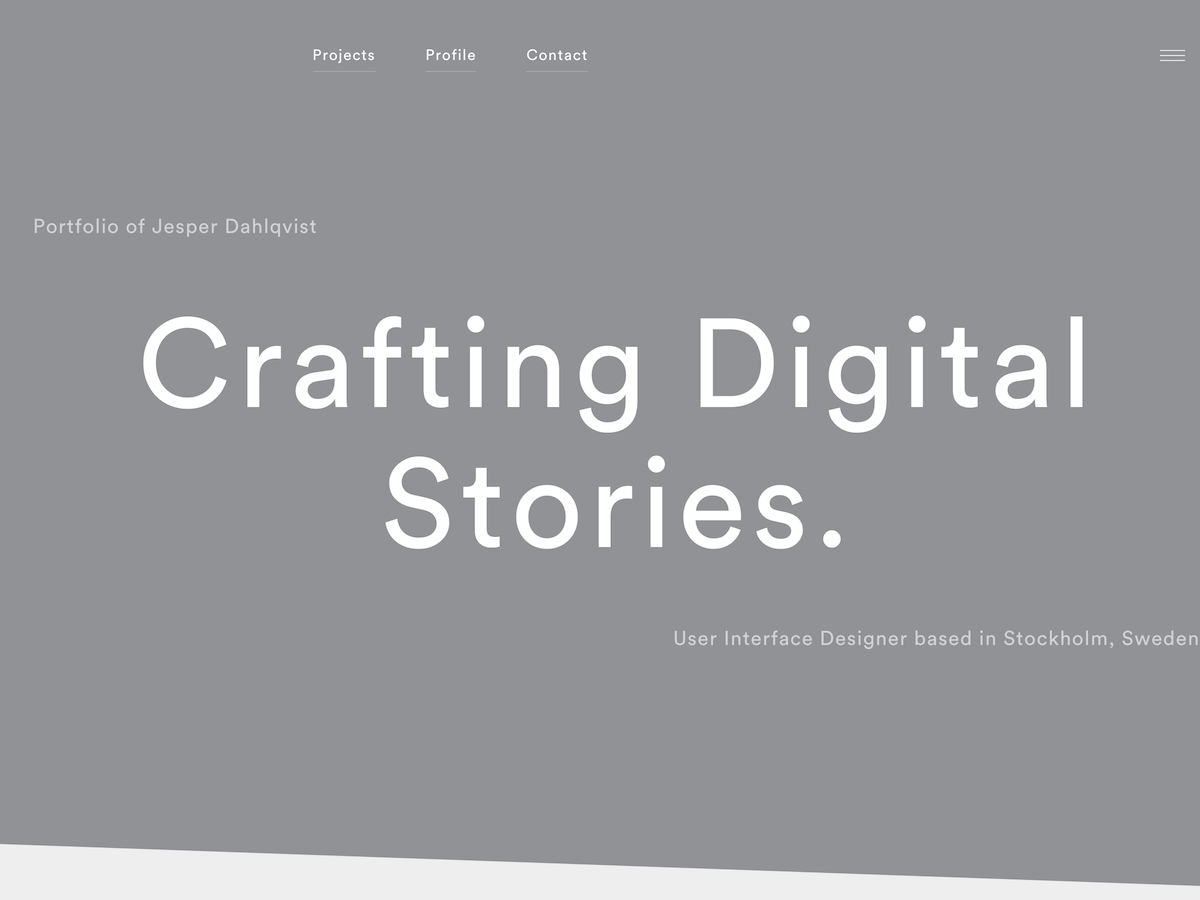 Projects Profile Contact
Portfolio of Jesper Dahlqvist
Crafting Digital
Stories.
User Interface Designer based in Stockholm, Sweden